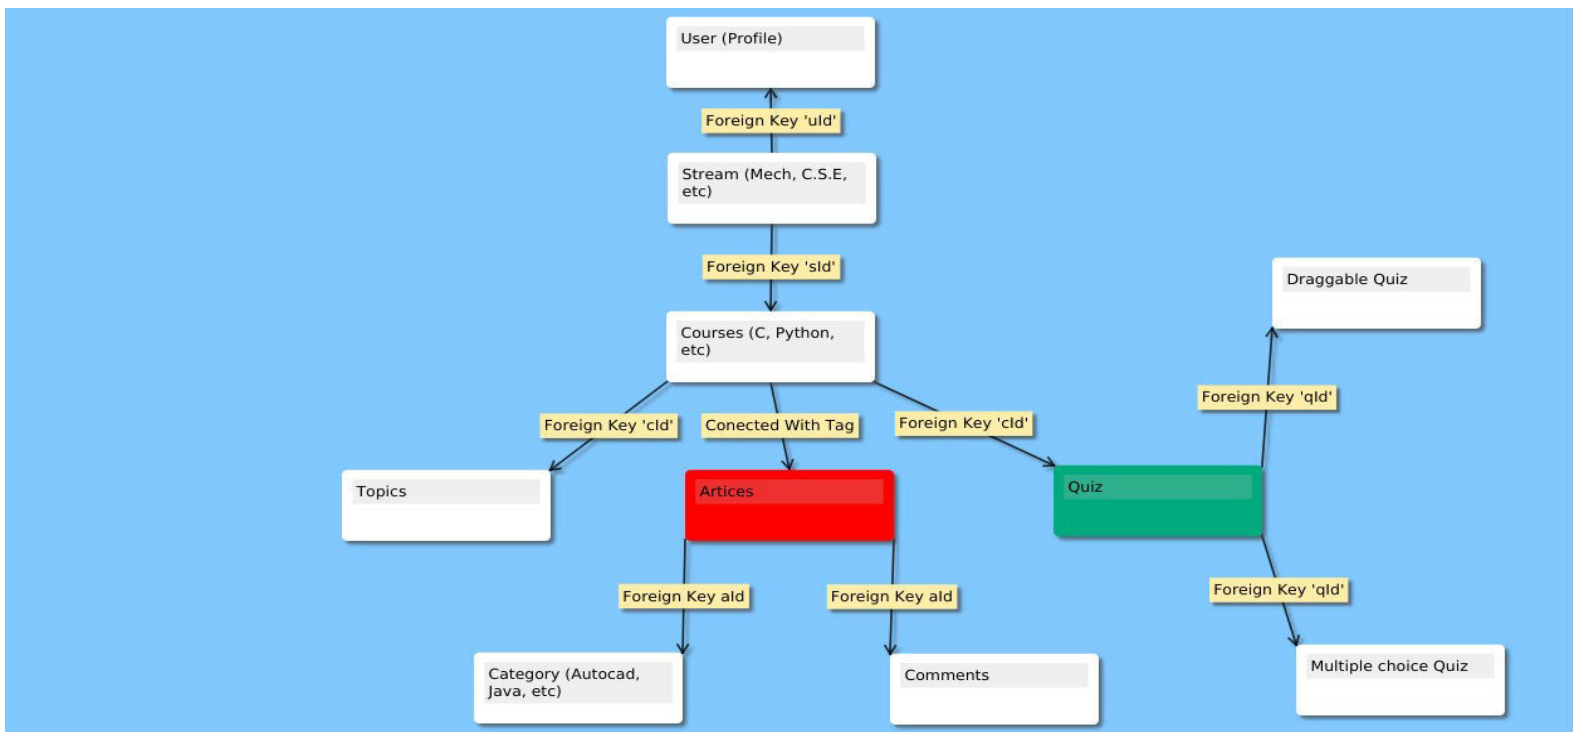 User (Profile)
Foreign Key 'uId'
Stream (Mech, C.S.E,
etc)
Foreign Key 'sId'
Courses (C, Python,
etc)
Draggable Quiz
Foreign Key 'cId'
Conected With Tag
Foreign Key 'cId'
Foreign Key 'qId'
Topics
Artices
Quiz
Foreign Key aId
Foreign Key aId
Foreign Key 'qId'
Category (Autocad,
Java, etc)
Comments
Multiple choice Quiz